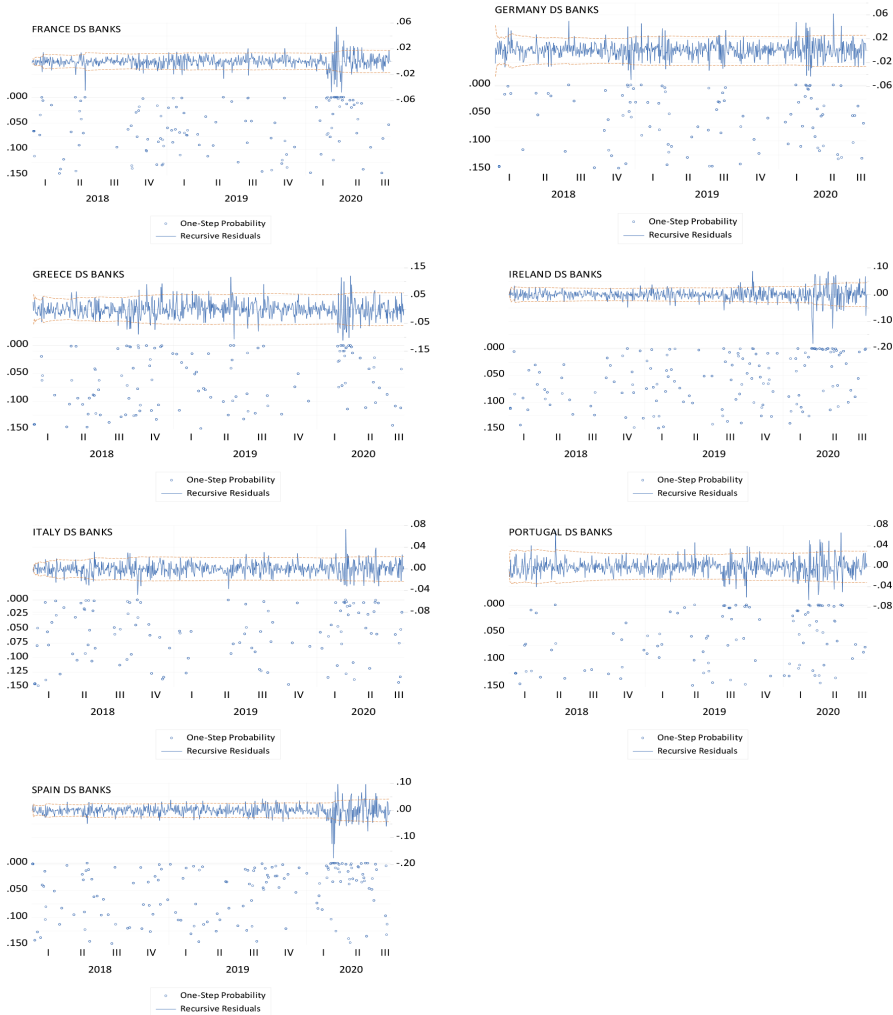 FRANCE DS BANKS
.06
.02
-.02
-.06
.000
.050
.100
.150
I II III IV I II III IV I II III
2018 2019 2020
One-Step Probability
Recursive Residuals
GERMANY DS BANKS
.06
.02
-.02
-.06
.000
.050
.100
.150
I II III IV I II III IV I II III
2018 2019 2020
One-Step Probability
Recursive Residuals
GREECE DS BANKS
.15
.05
-.05
-.15
.000
.050
.100
.150
I II III IV I II III IV I II III
2018 2019 2020
One-Step Probability
Recursive Residuals
IRELAND DS BANKS
.10
.00
-.10
-.20
.000
.050
.100
.150
I II III IV I II III IV I II III
2018 2019 2020
One-Step Probability
Recursive Residuals
ITALY DS BANKS
.08
.04
.00
-.04
-.08
.000
.025
.050
.075
.100
.125
.150
I II III IV I II III IV I II III
2018 2019 2020
One-Step Probability
Recursive Residuals
PORTUGAL DS BANKS
.08
.04
.00
-.04
-.08
.000
.050
.100
.150
I II III IV I II III IV I II III
2018 2019 2020
One-Step Probability
Recursive Residuals
SPAIN DS BANKS
.10
.00
-.10
-.20
.000
.050
.100
.150
I II III IV I II III IV I II III
2018 2019 2020
One-Step Probability
Recursive Residuals